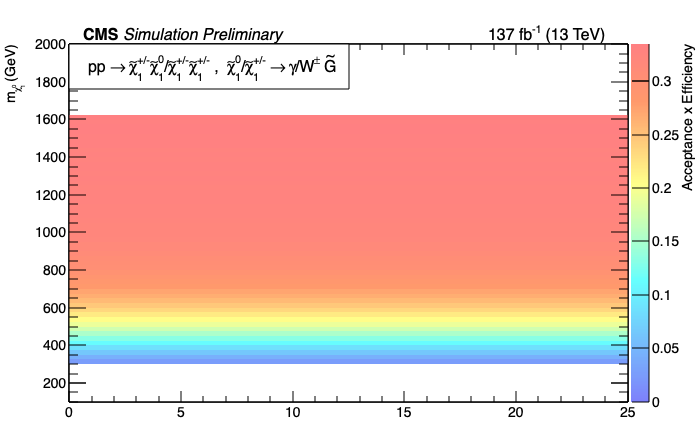 CMS Simulation Preliminary
137 fb⁻¹ (13 TeV)
pp → χ̃₁⁺/⁻χ̃₁⁰/χ̃₁⁺/⁻χ̃₁⁺/⁻ , χ̃₁⁰/χ̃₁⁺/⁻ → γ/W± G̃
(GeV)
2000
1800
1600
1400
1200
1000
800
600
400
200
0 5 10 15 20 25
0.3
0.25
0.2
0.15
0.1
0.05
0
Acceptance x Efficiency